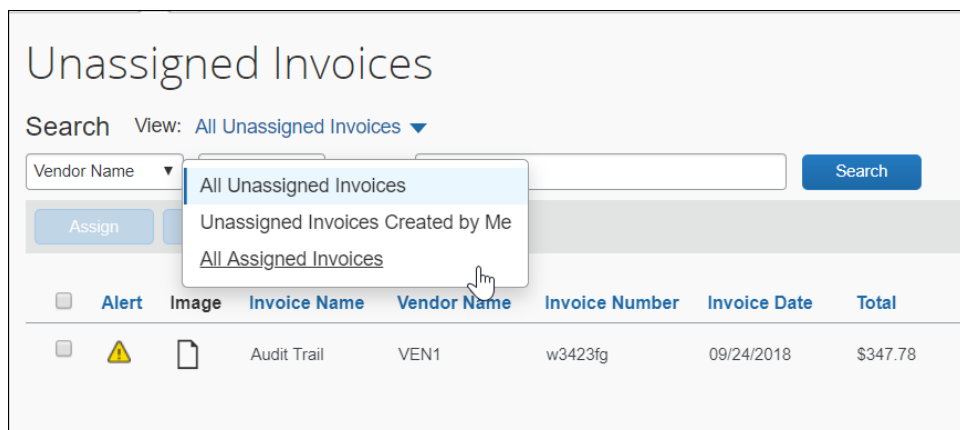 Unassigned Invoices
Search View: All Unassigned Invoices
Vendor Name Search
All Unassigned Invoices
Assign
Unassigned Invoices Created by Me
All Assigned Invoices
Alert Image Invoice Name Vendor Name Invoice Number Invoice Date Total
Audit Trail VEN1 w3423fg 09/24/2018 $347.78